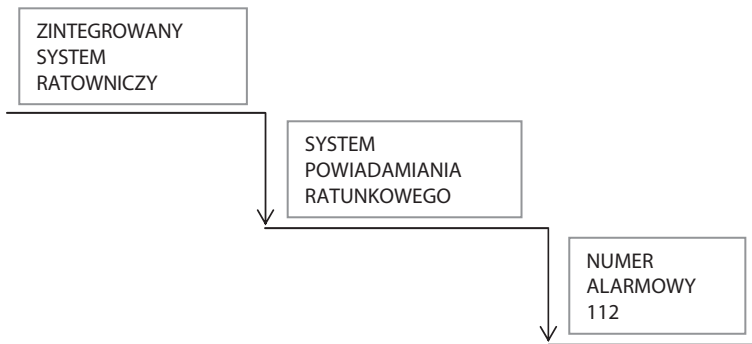 ZINTEGROWANY
SYSTEM
RATOWNICZY
SYSTEM
POWIADAMIANIA
RATUNKOWEGO
NUMER
ALARMOWY
112